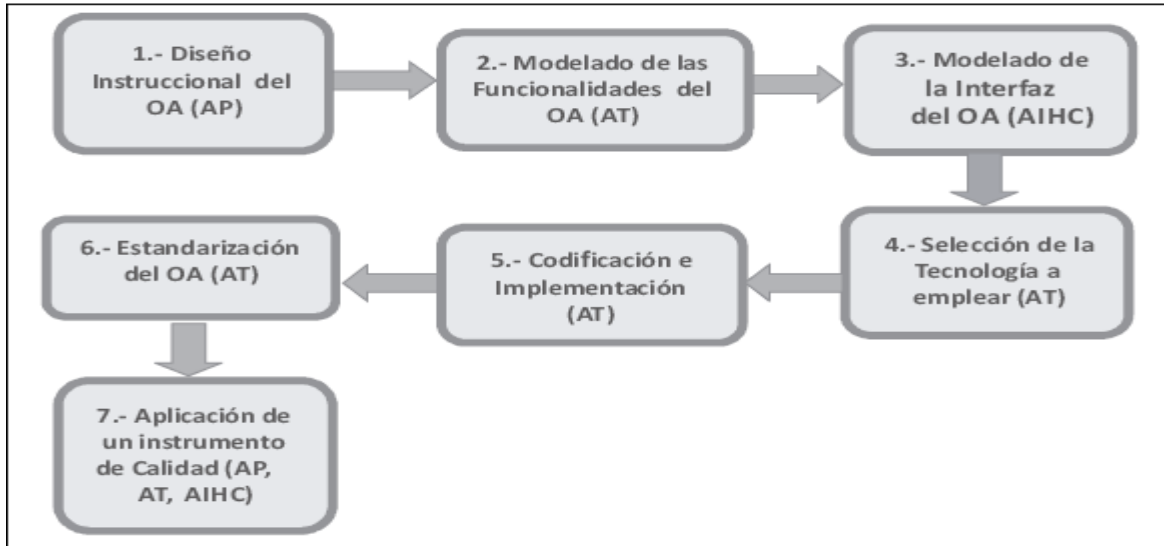 1.- Diseño
Instruccional del
OA (AP)
2.- Modelado de las
Funcionalidades del
OA (AT)
3.- Modelado de
la Interfaz
del OA (AIHC)
4.- Selección de la
Tecnología a
emplear (AT)
5.- Codificación e
Implementación
(AT)
6.- Estandarización
del OA (AT)
7.- Aplicación de
un instrumento
de Calidad (AP,
AT, AIHC)